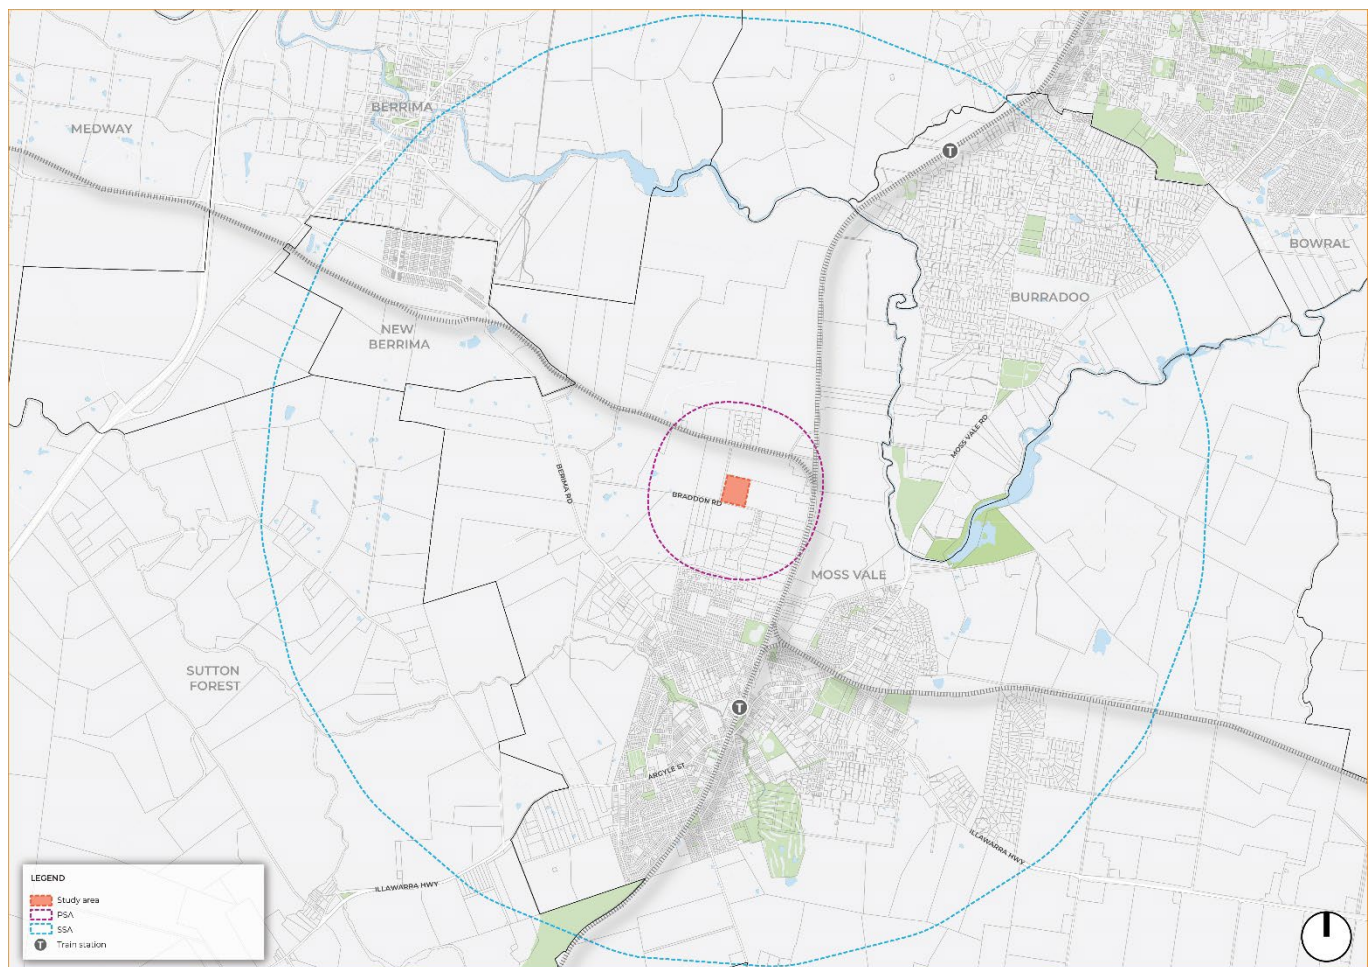 BERRIMA
MEDWAY
BOWRAL
BURRADOO
NEW
BERRIMA
MOSS VALE RD
BERIMA RD
BRADDON RD
MOSS VALE
SUTTON
FOREST
ARGYLE ST
ILLAWARRA HWY
ILLAWARRA HWY
T
T
LEGEND
Study area
PSA
SSA
T Train station